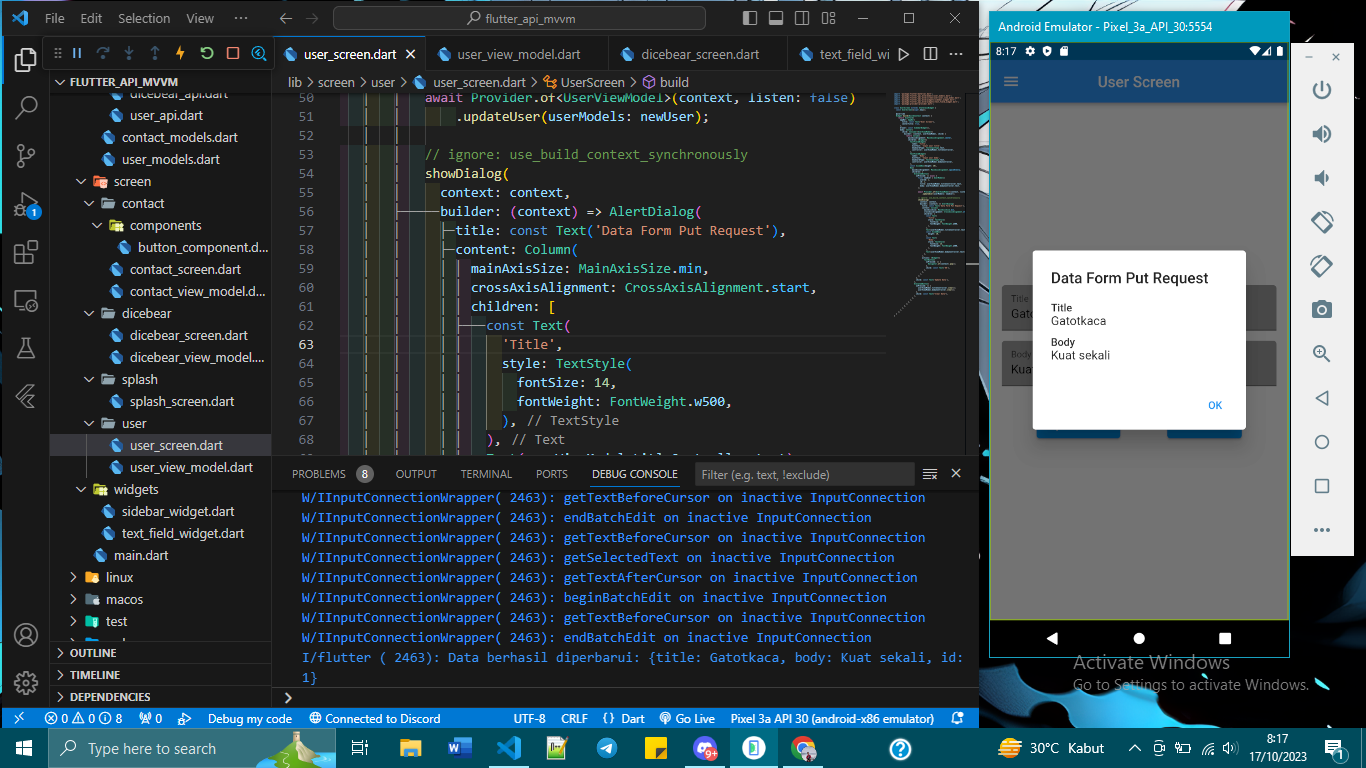 File Edit Selection View ···
flutter_api_mvvm
user_screen.dart
user_view_model.dart
dicebear_screen.dart
text_field_wi
FLUTTER_API_MVVM
dicebear_api.dart
user_api.dart
contact_models.dart
user_models.dart
screen
contact
components
button_component.d...
contact_screen.dart
contact_view_model.d...
dicebear
dicebear_screen.dart
dicebear_view_model....
splash
splash_screen.dart
user
user_screen.dart
user_view_model.dart
widgets
sidebar_widget.dart
text_field_widget.dart
main.dart
linux
macos
test
OUTLINE
TIMELINE
DEPENDENCIES
1
lib > screen > user > user_screen.dart > UserScreen > build
50 await Provider.of<UserViewModel>(context, listen: false)
51 .updateUser(userModels: newUser);
52
53 // ignore: use_build_context_synchronously
54 showDialog(
55 context: context,
56 builder: (context) => AlertDialog(
57 title: const Text('Data Form Put Request'),
58 content: Column(
59 mainAxisSize: MainAxisSize.min,
60 crossAxisAlignment: CrossAxisAlignment.start,
61 children: [
62 const Text(
63 'Title',
64 style: TextStyle(
65 fontSize: 14,
66 fontWeight: FontWeight.w500,
67 ), // TextStyle
68 ), // Text
PROBLEMS 8 OUTPUT TERMINAL PORTS DEBUG CONSOLE Filter (e.g. text, !exclude)
W/IInputConnectionWrapper( 2463): getTextBeforeCursor on inactive InputConnection
W/IInputConnectionWrapper( 2463): endBatchEdit on inactive InputConnection
W/IInputConnectionWrapper( 2463): getTextBeforeCursor on inactive InputConnection
W/IInputConnectionWrapper( 2463): getSelectedText on inactive InputConnection
W/IInputConnectionWrapper( 2463): getTextAfterCursor on inactive InputConnection
W/IInputConnectionWrapper( 2463): beginBatchEdit on inactive InputConnection
W/IInputConnectionWrapper( 2463): getTextBeforeCursor on inactive InputConnection
W/IInputConnectionWrapper( 2463): endBatchEdit on inactive InputConnection
I/flutter ( 2463): Data berhasil diperbarui: {title: Gatotkaca, body: Kuat sekali, id:
1}
0 0 8 0 Debug my code Connected to Discord UTF-8 CRLF {} Dart Go Live Pixel 3a API 30 (android-x86 emulator)
Android Emulator - Pixel_3a_API_30:5554
8:17
User Screen
Title
Gato
Body
Kuat
Data Form Put Request
Title
Gatotkaca
Body
Kuat sekali
OK
Activate Windows
Go to Settings to activate Windows.
Type here to search
9+
30°C Kabut
8:17
17/10/2023
1